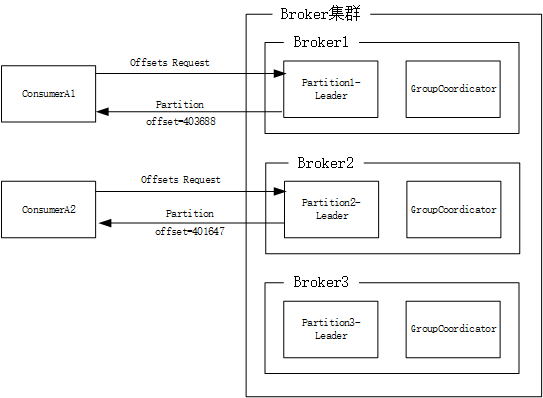 Broker集群
Broker1
Offsets Request
ConsumerA1
Partition1-
Leader
GroupCoordicator
Partition
offset=403688
Broker2
Offsets Request
ConsumerA2
Partition2-
Leader
GroupCoordicator
Partition
offset=401647
Broker3
Partition3-
Leader
GroupCoordicator